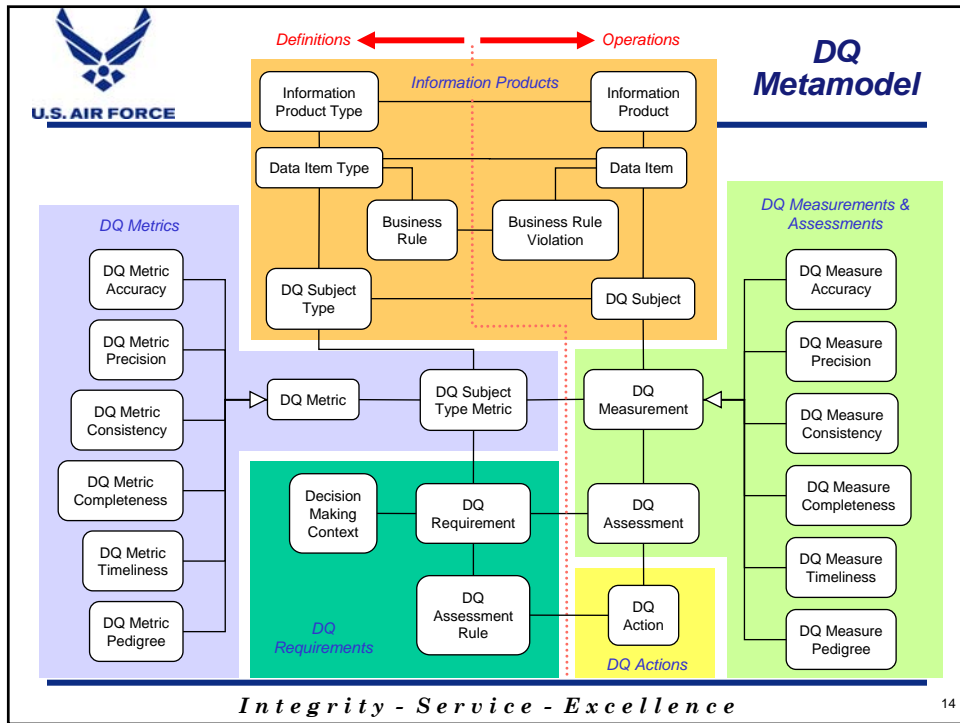 U.S. AIR FORCE
Definitions
Operations
DQ
Metamodel
Information Products
Information
Product Type
Information
Product
Data Item Type
Data Item
Business
Rule
Business Rule
Violation
DQ Subject
Type
DQ Subject
DQ Metrics
DQ Metric
Accuracy
DQ Metric
Precision
DQ Metric
Consistency
DQ Metric
Completeness
DQ Metric
Timeliness
DQ Metric
Pedigree
DQ Metric
DQ Subject
Type Metric
DQ
Measurement
DQ Measurements &
Assessments
DQ Measure
Accuracy
DQ Measure
Precision
DQ Measure
Consistency
DQ Measure
Completeness
DQ Measure
Timeliness
DQ Measure
Pedigree
Decision
Making
Context
DQ
Requirement
DQ
Assessment
DQ
Assessment
Rule
DQ
Action
DQ
Requirements
DQ Actions
Integrity - Service - Excellence
14